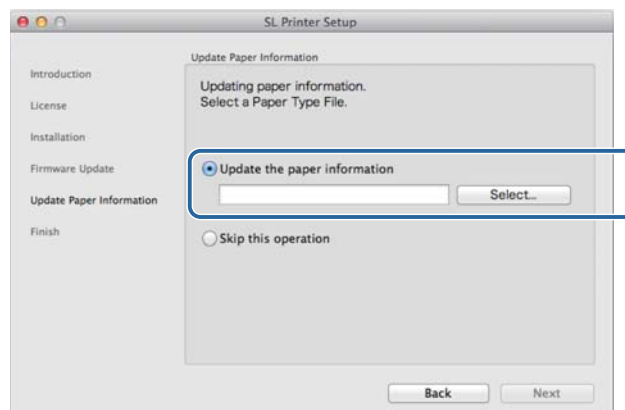 SL Printer Setup
Introduction
License
Installation
Firmware Update
Update Paper Information
Finish
Update Paper Information
Updating paper information.
Select a Paper Type File.
Update the paper information
Select...
Skip this operation
Back
Next